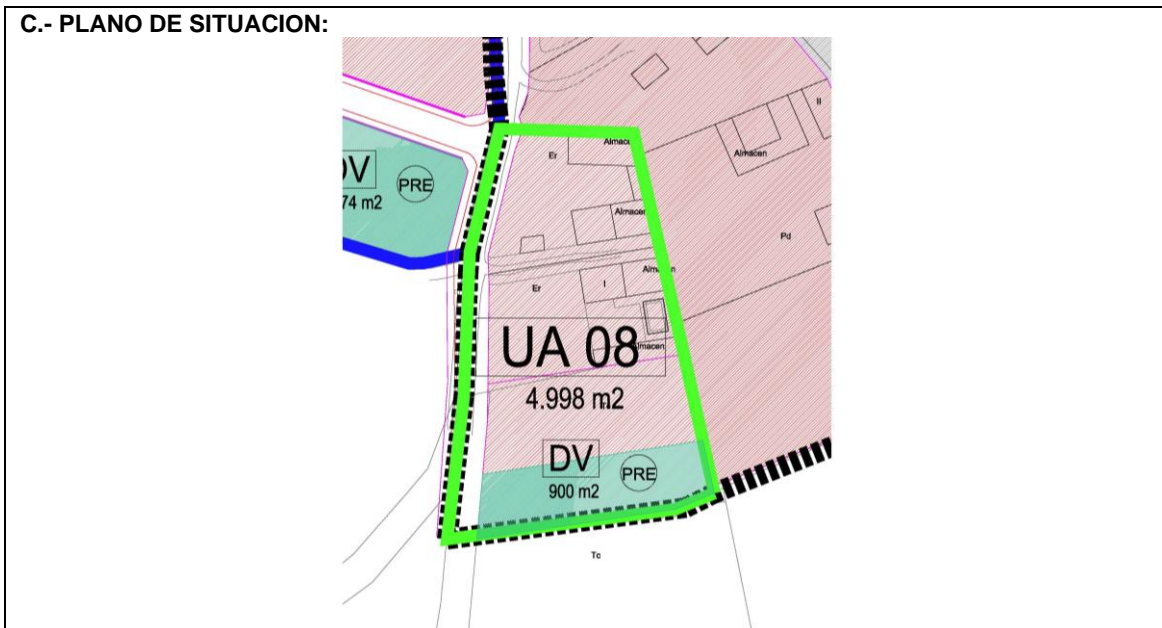 C.- PLANO DE SITUACION:
II
Er
Almacen
Almacen
DV
PRE
74 m2
Almacen
Pd
Almacen
Er
I
UA 08
Almacen
4.998 m2
DV
PRE
900 m2
Tc